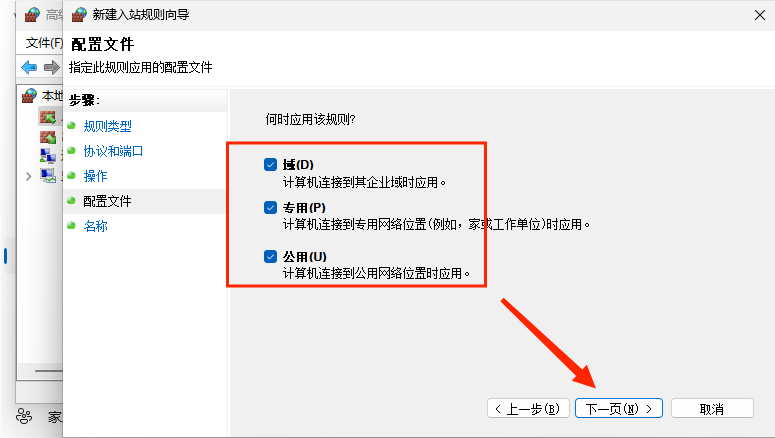 高级
新建入站规则向导
文件(F)
配置文件
指定此规则应用的配置文件
本地
步骤:
规则类型
协议和端口
操作
配置文件
名称
何时应用该规则?
域(D)
计算机连接到其企业域时应用。
专用(P)
计算机连接到专用网络位置(例如，家或工作单位)时应用。
公用(U)
计算机连接到公用网络位置时应用。
< 上一步(B)
下一页(N) >
取消
家